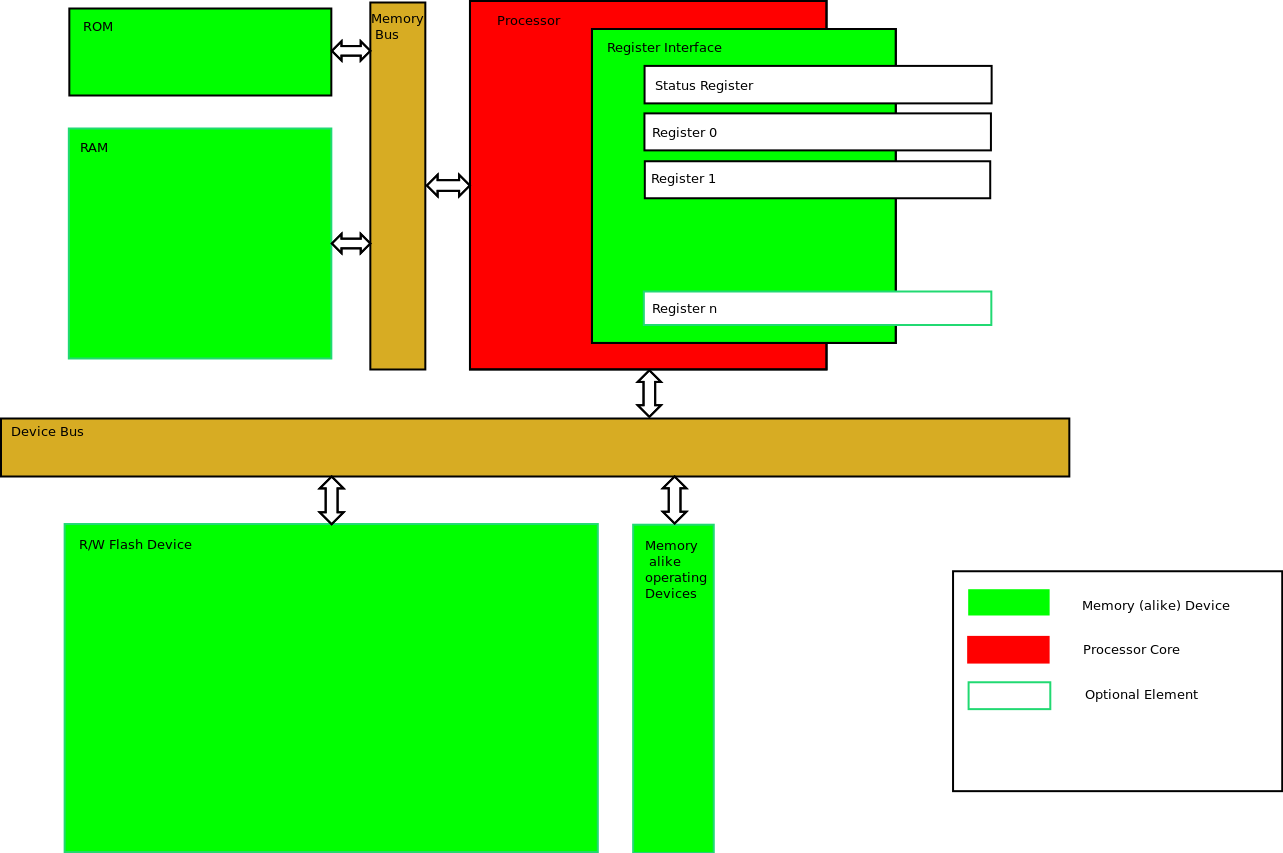 ROM
RAM
Memory
Bus
Processor
Register Interface
Status Register
Register 0
Register 1
Register n
Device Bus
R/W Flash Device
Memory
alike
operating
Devices
Memory (alike) Device
Processor Core
Optional Element